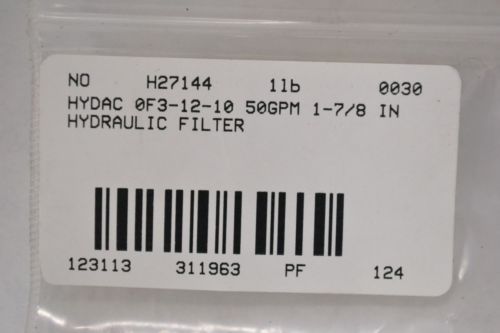 NO H27144 1lb 0030
HYDAC 0F3-12-10 50GPM 1-7/8 IN
HYDRAULIC FILTER
123113 311963 PF 124